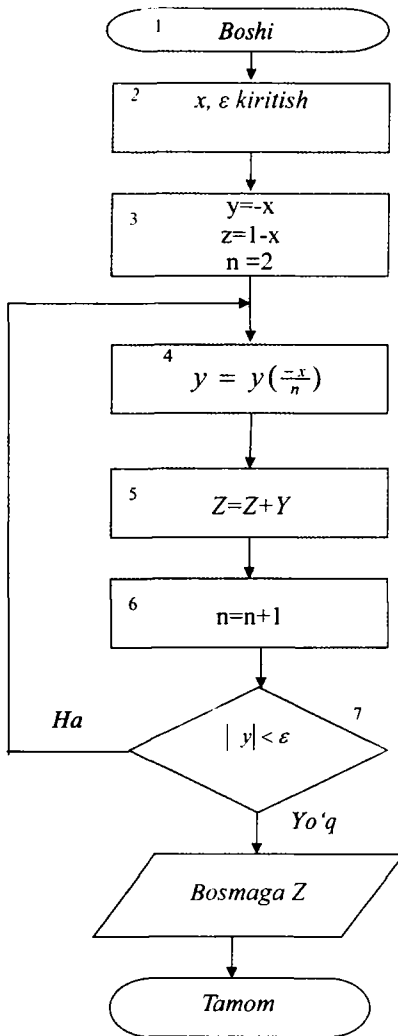 1 Boshi
2 x, ε kiritish
3
y=-x
z=1-x
n =2
4
y = y(-x/n)
5 Z=Z+Y
6 n=n+1
Ha
7
| y| < ε
Yo‘q
Bosmaga Z
Tamom